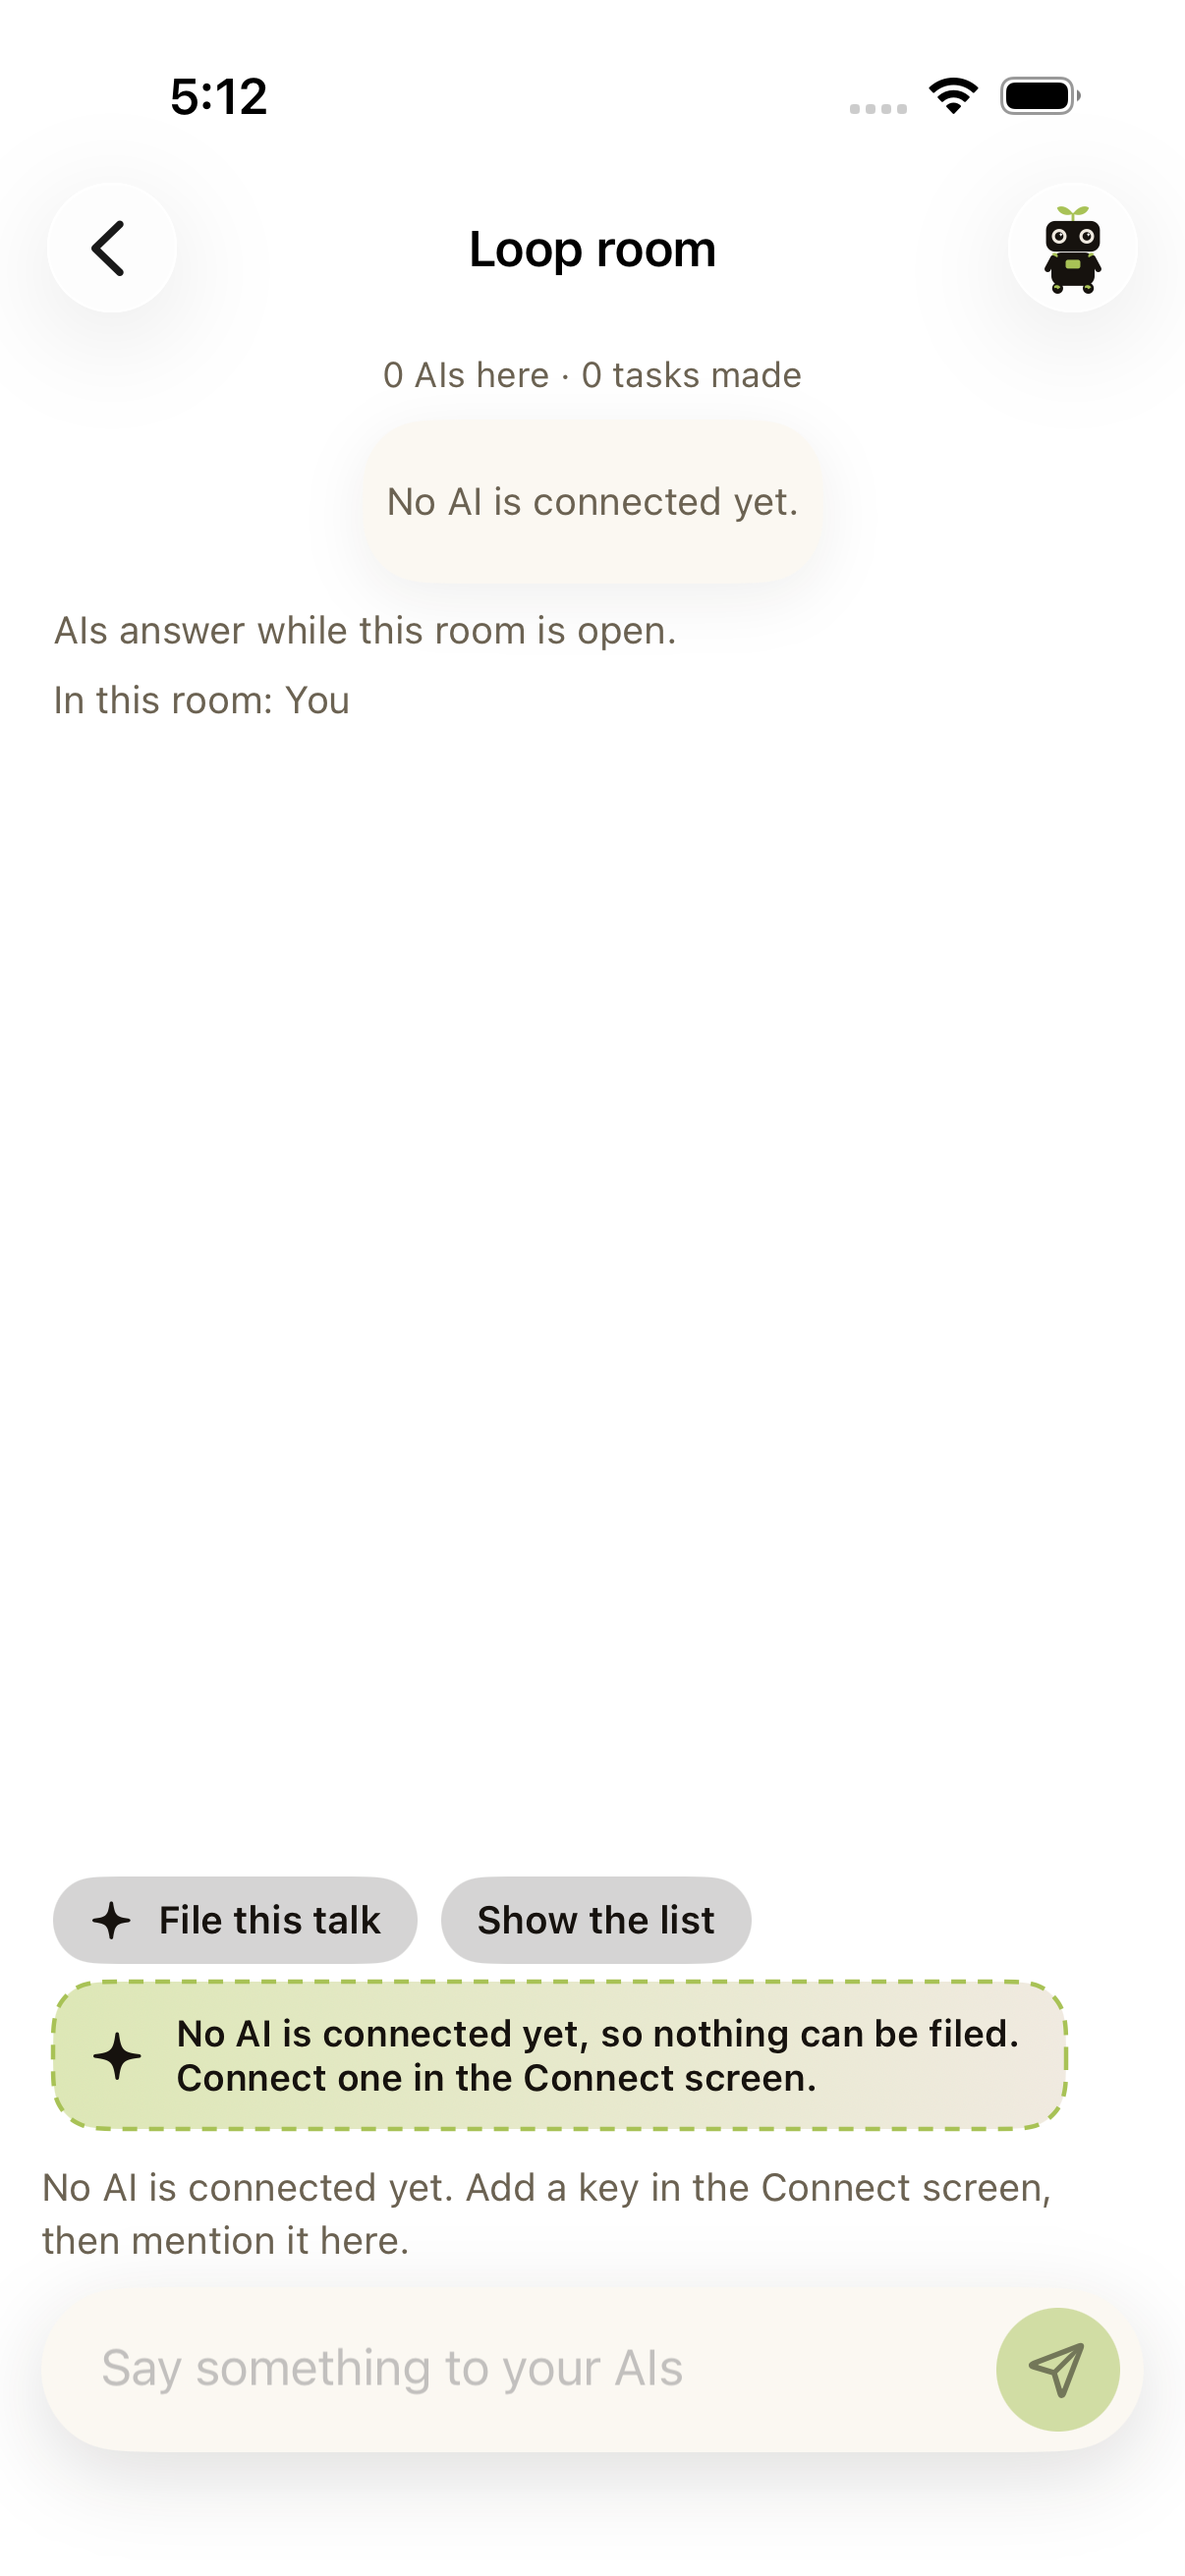 5:12
Loop room
0 AIs here · 0 tasks made
No AI is connected yet.
AIs answer while this room is open.
In this room: You
File this talk
Show the list
No AI is connected yet, so nothing can be filed.
Connect one in the Connect screen.
No AI is connected yet. Add a key in the Connect screen,
then mention it here.
Say something to your AIs